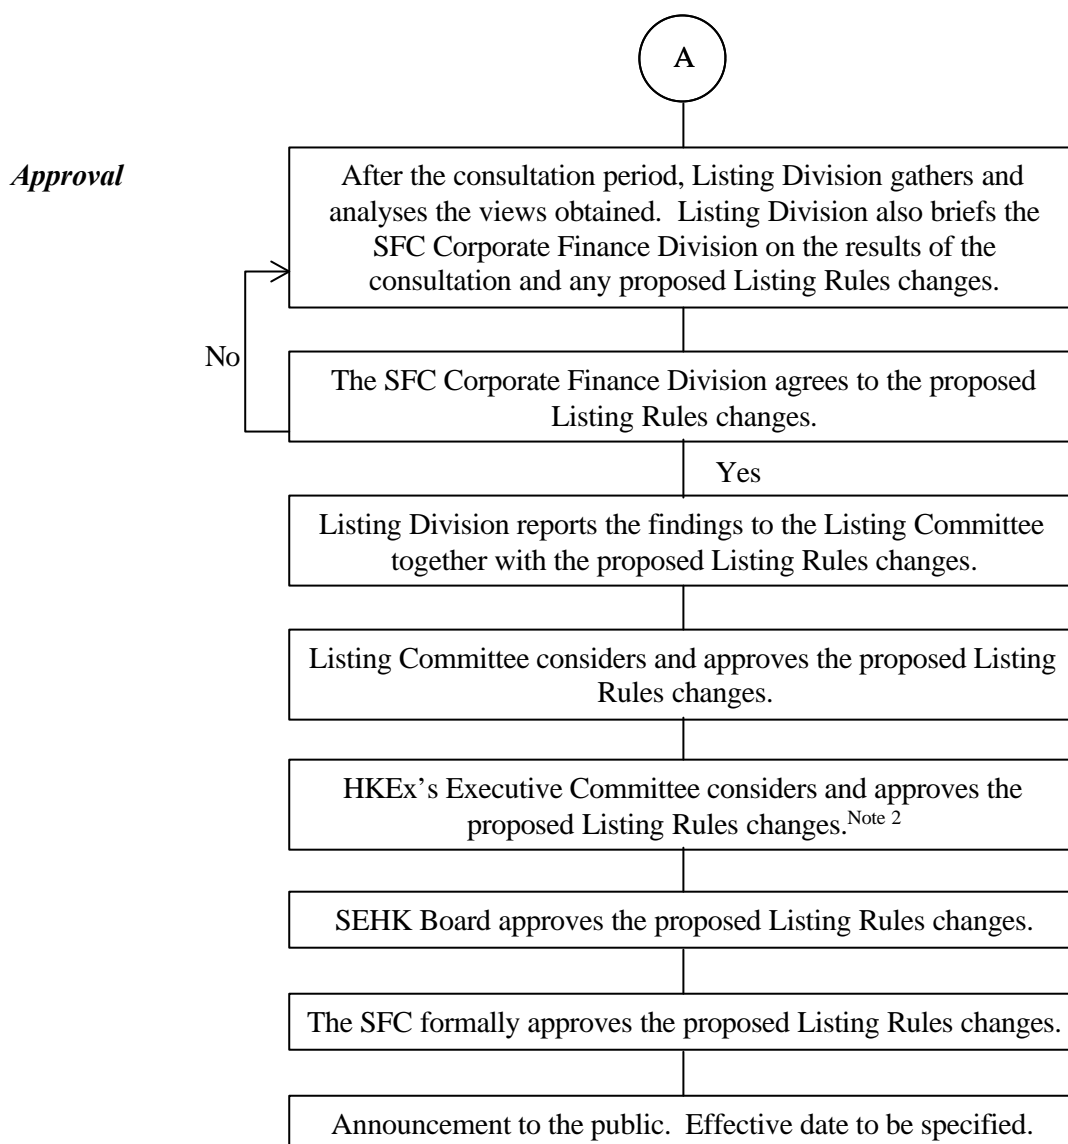 A
Approval
After the consultation period, Listing Division gathers and
analyses the views obtained. Listing Division also briefs the
SFC Corporate Finance Division on the results of the
consultation and any proposed Listing Rules changes.
No
The SFC Corporate Finance Division agrees to the proposed
Listing Rules changes.
Yes
Listing Division reports the findings to the Listing Committee
together with the proposed Listing Rules changes.
Listing Committee considers and approves the proposed Listing
Rules changes.
HKEx’s Executive Committee considers and approves the
proposed Listing Rules changes.Note 2
SEHK Board approves the proposed Listing Rules changes.
The SFC formally approves the proposed Listing Rules changes.
Announcement to the public. Effective date to be specified.